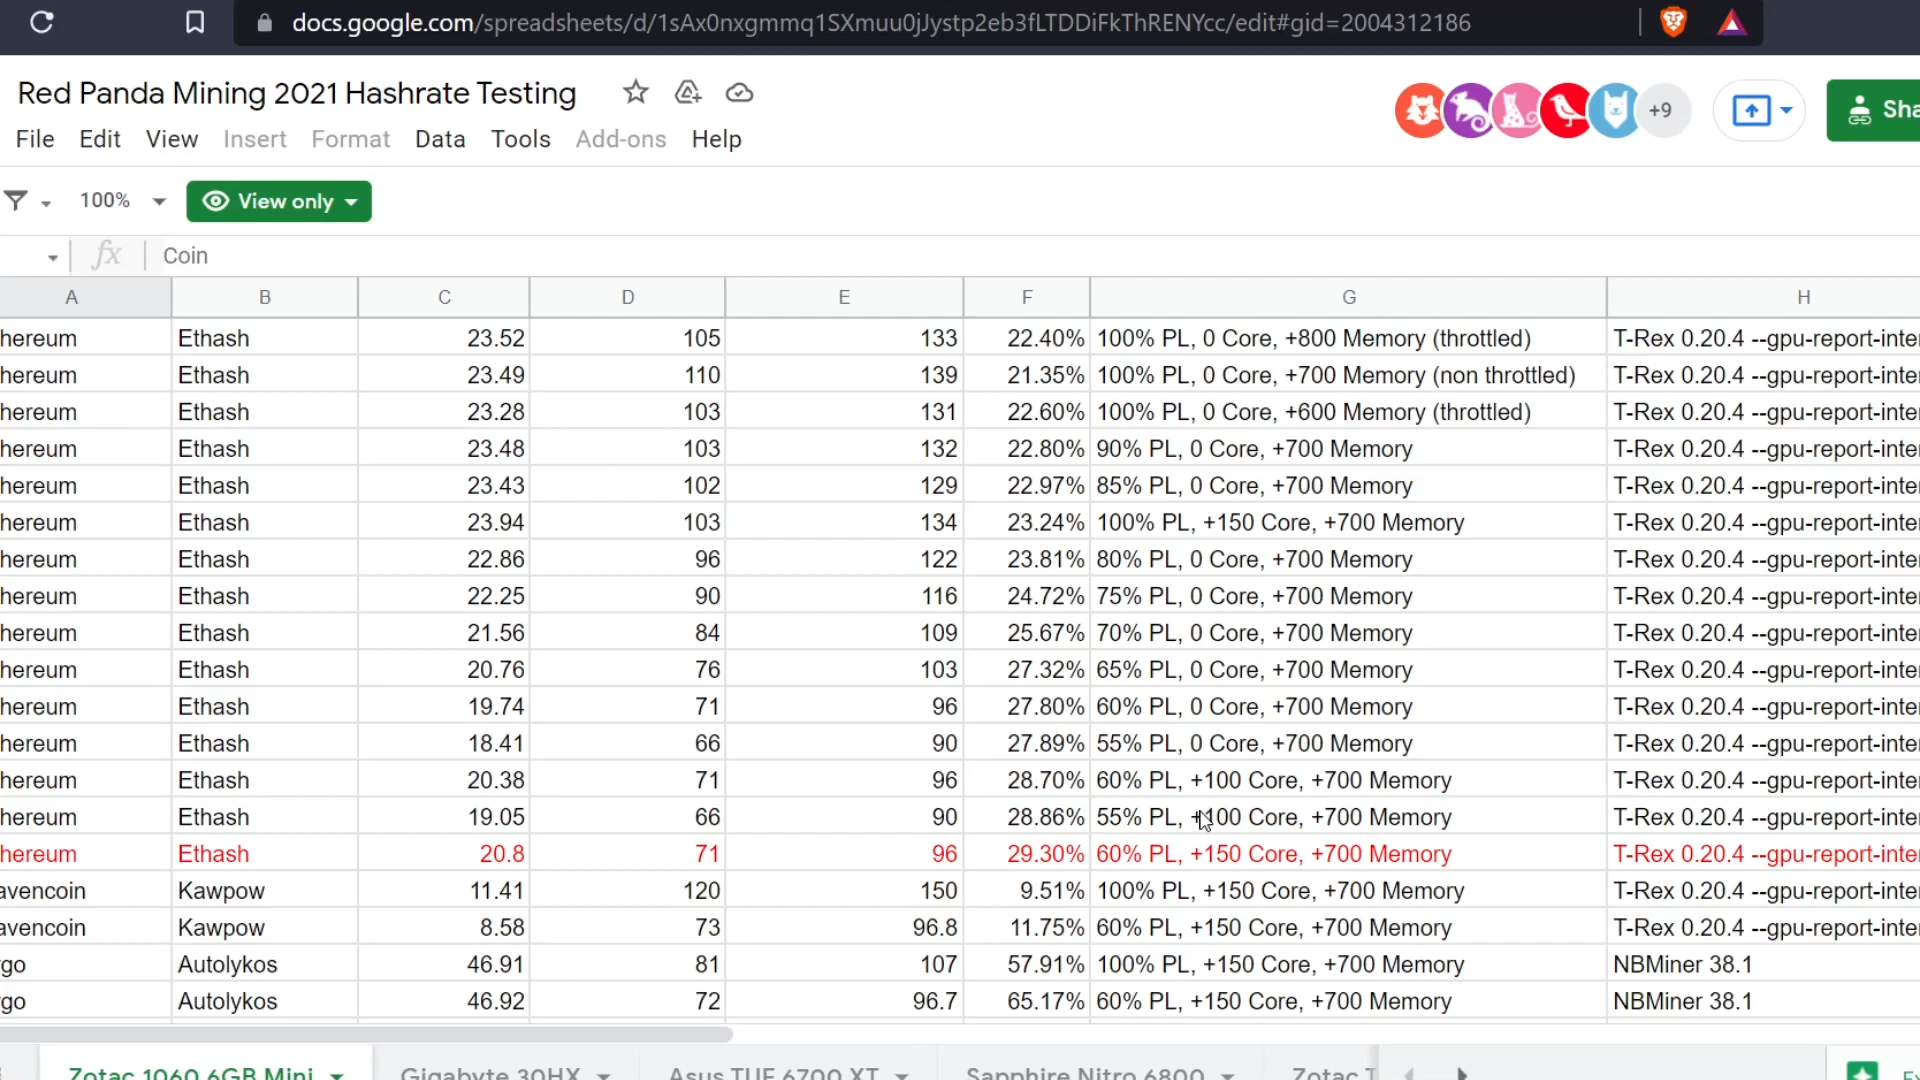 docs.google.com/spreadsheets/d/1sAx0nxgmmq1SXmuu0jJystp2eb3fLTDDiFkThRENYcc/edit#gid=2004312186
Red Panda Mining 2021 Hashrate Testing
+9
Sha
File Edit View Insert Format Data Tools Add-ons Help
100% View only
fx Coin
A B C D E F G H
hereum Ethash 23.52 105 133 22.40% 100% PL, 0 Core, +800 Memory (throttled) T-Rex 0.20.4 --gpu-report-inter
hereum Ethash 23.49 110 139 21.35% 100% PL, 0 Core, +700 Memory (non throttled) T-Rex 0.20.4 --gpu-report-inter
hereum Ethash 23.28 103 131 22.60% 100% PL, 0 Core, +600 Memory (throttled) T-Rex 0.20.4 --gpu-report-inter
hereum Ethash 23.48 103 132 22.80% 90% PL, 0 Core, +700 Memory T-Rex 0.20.4 --gpu-report-inter
hereum Ethash 23.43 102 129 22.97% 85% PL, 0 Core, +700 Memory T-Rex 0.20.4 --gpu-report-inter
hereum Ethash 23.94 103 134 23.24% 100% PL, +150 Core, +700 Memory T-Rex 0.20.4 --gpu-report-inter
hereum Ethash 22.86 96 122 23.81% 80% PL, 0 Core, +700 Memory T-Rex 0.20.4 --gpu-report-inter
hereum Ethash 22.25 90 116 24.72% 75% PL, 0 Core, +700 Memory T-Rex 0.20.4 --gpu-report-inter
hereum Ethash 21.56 84 109 25.67% 70% PL, 0 Core, +700 Memory T-Rex 0.20.4 --gpu-report-inter
hereum Ethash 20.76 76 103 27.32% 65% PL, 0 Core, +700 Memory T-Rex 0.20.4 --gpu-report-inter
hereum Ethash 19.74 71 96 27.80% 60% PL, 0 Core, +700 Memory T-Rex 0.20.4 --gpu-report-inter
hereum Ethash 18.41 66 90 27.89% 55% PL, 0 Core, +700 Memory T-Rex 0.20.4 --gpu-report-inter
hereum Ethash 20.38 71 96 28.70% 60% PL, +100 Core, +700 Memory T-Rex 0.20.4 --gpu-report-inter
hereum Ethash 19.05 66 90 28.86% 55% PL, +100 Core, +700 Memory T-Rex 0.20.4 --gpu-report-inter
hereum Ethash 20.8 71 96 29.30% 60% PL, +150 Core, +700 Memory T-Rex 0.20.4 --gpu-report-inter
avencoin Kawpow 11.41 120 150 9.51% 100% PL, +150 Core, +700 Memory T-Rex 0.20.4 --gpu-report-inter
avencoin Kawpow 8.58 73 96.8 11.75% 60% PL, +150 Core, +700 Memory T-Rex 0.20.4 --gpu-report-inter
go Autolykos 46.91 81 107 57.91% 100% PL, +150 Core, +700 Memory NBMiner 38.1
go Autolykos 46.92 72 96.7 65.17% 60% PL, +150 Core, +700 Memory NBMiner 38.1
Zotac 1060 6GB Mini Gigabyte 30HX Asus TUF 6700 XT Sapphire Nitro 6800 Zotac